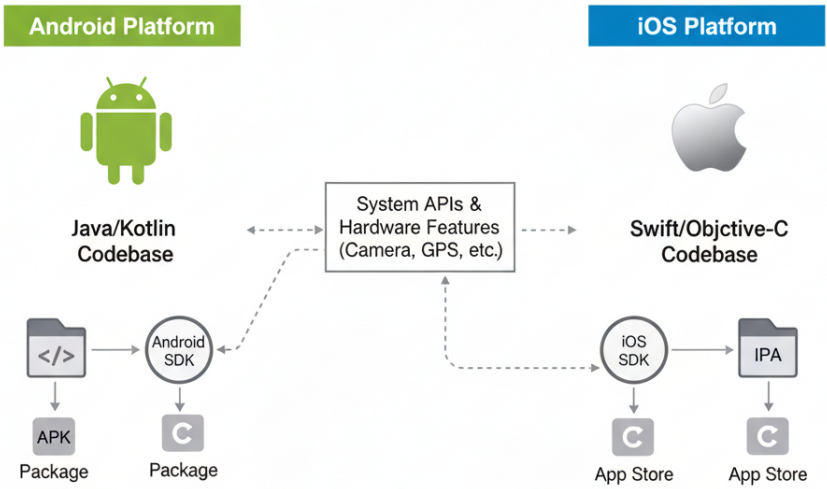 Android Platform
iOS Platform
Java/Kotlin
Codebase
System APIs &
Hardware Features
(Camera, GPS, etc.)
Swift/Objctive-C
Codebase
</>
Android
SDK
iOS
SDK
IPA
APK
C
C
C
Package
Package
App Store
App Store